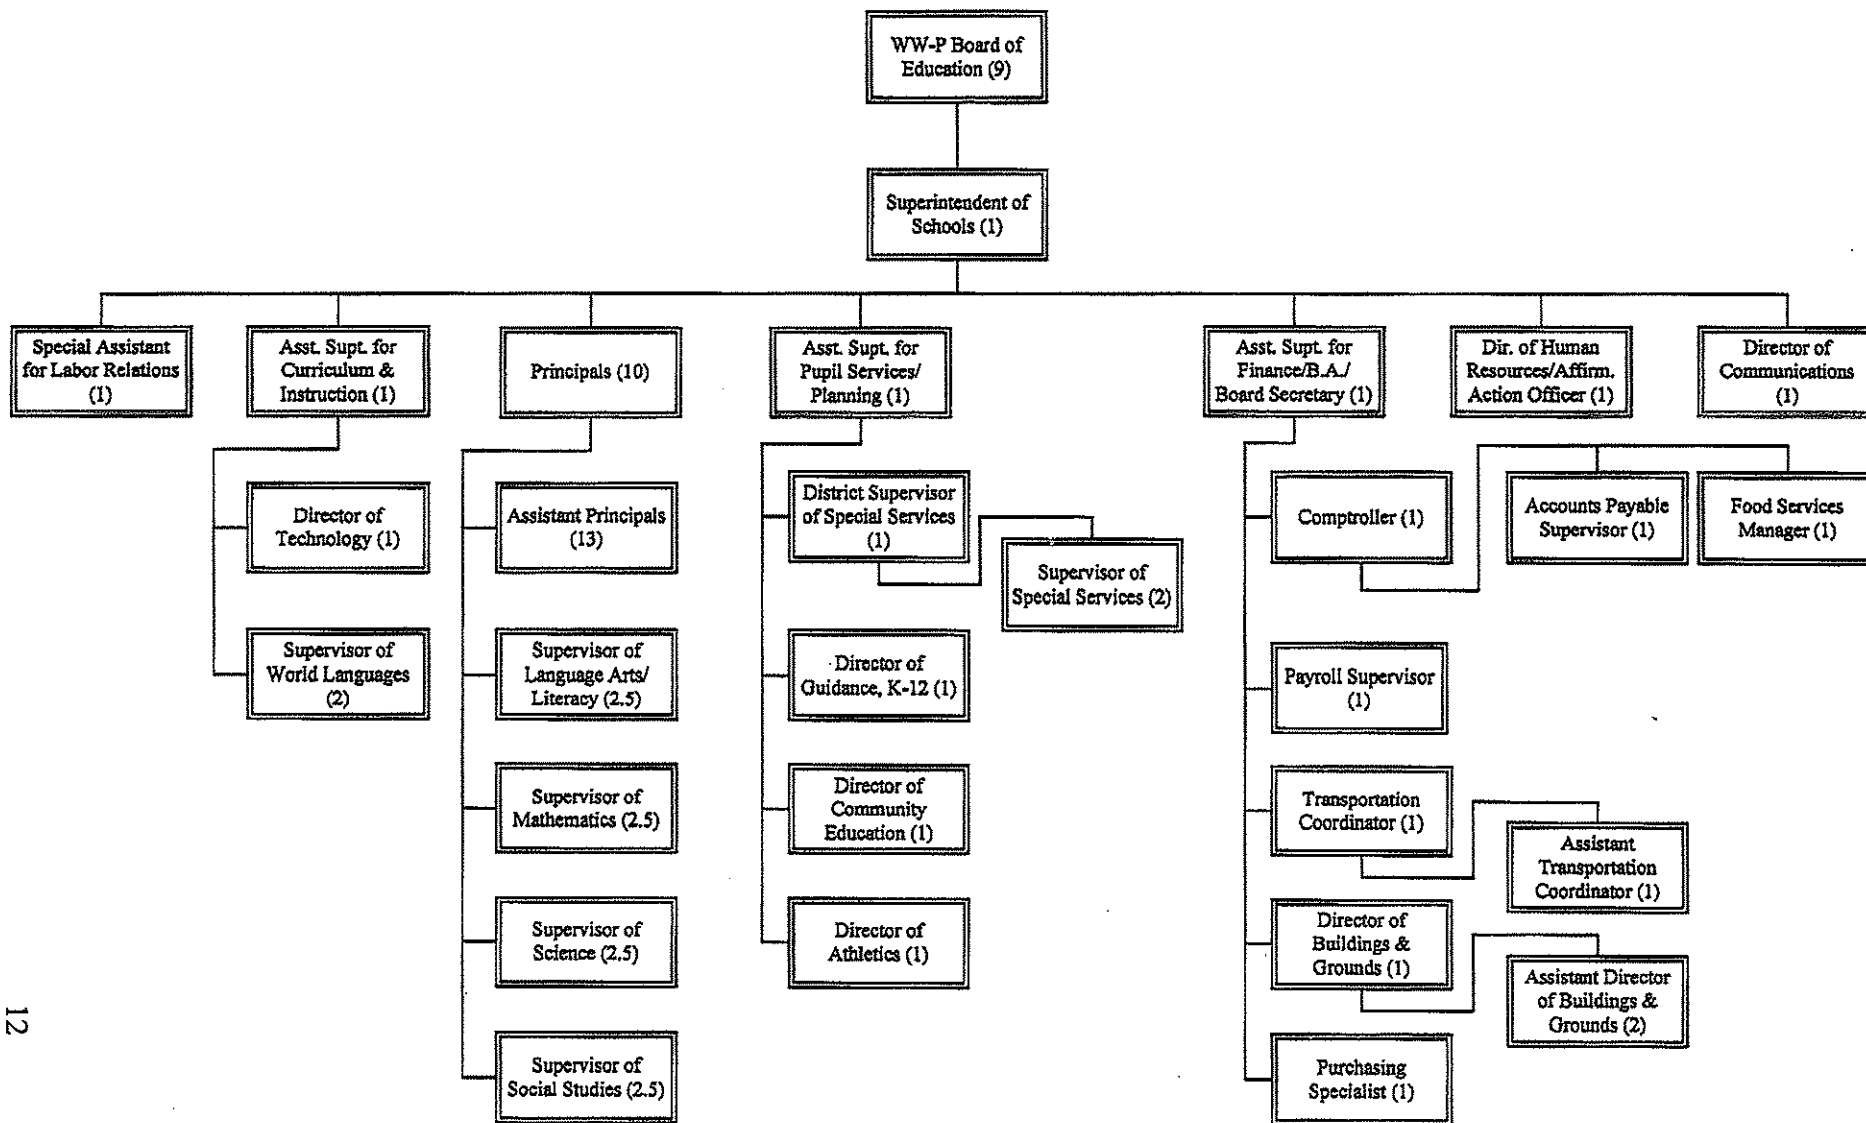 WW-P Board of
Education (9)
Superintendent of
Schools (1)
Special Assistant
for Labor Relations
(1)
Asst. Supt. for
Curriculum &
Instruction (1)
Principals (10)
Asst. Supt. for
Pupil Services/
Planning (1)
Asst. Supt. for
Finance/B.A./
Board Secretary (1)
Dir. of Human
Resources/Affirm.
Action Officer (1)
Director of
Communications
(1)
Director of
Technology (1)
Supervisor of
World Languages
(2)
Assistant Principals
(13)
Supervisor of
Language Arts/
Literacy (2.5)
Supervisor of
Mathematics (2.5)
Supervisor of
Science (2.5)
Supervisor of
Social Studies (2.5)
District Supervisor
of Special Services
(1)
Supervisor of
Special Services (2)
Director of
Guidance, K-12 (1)
Director of
Community
Education (1)
Director of
Athletics (1)
Comptroller (1)
Accounts Payable
Supervisor (1)
Food Services
Manager (1)
Payroll Supervisor
(1)
Transportation
Coordinator (1)
Assistant
Transportation
Coordinator (1)
Director of
Buildings &
Grounds (1)
Assistant Director
of Buildings &
Grounds (2)
Purchasing
Specialist (1)
12